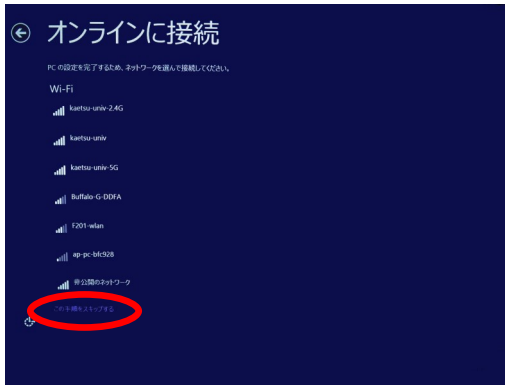 オンラインに接続
PC の設定を完了するため、ネットワークを選んで接続してください。
Wi-Fi
kaetsu-univ-2.4G
kaetsu-univ
kaetsu-univ-5G
Buffalo-G-DDFA
F201-wlan
ap-pc-bfc928
非公開のネットワーク
この手順をスキップする